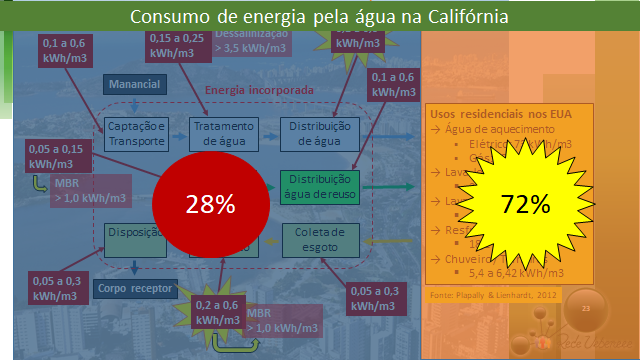 Consumo de energia pela água na Califórnia
0,1 a 0,6
kWh/m3
0,15 a 0,25
kWh/m3
Dessalinização
> 3,5 kWh/m3
kWh/m3
0,1 a 0,6
kWh/m3
Manancial
Energia incorporada
Captação e
Transporte
Tratamento
de água
Distribuição
de água
0,05 a 0,15
kWh/m3
MBR
> 1,0 kWh/m3
28%
Distribuição
água de reuso
Disposição
Coleta de
esgoto
0,05 a 0,3
kWh/m3
Corpo receptor
0,2 a 0,6
kWh/m3
MBR
> 1,0 kWh/m3
0,05 a 0,3
kWh/m3
Usos residenciais nos EUA
→ Água de aquecimento
▪ Elétrico: kWh/m3
72%
→ Chuveiro
▪ 5,4 a 6,42 kWh/m3
Fonte: Plapally & Lienhardt, 2012
23